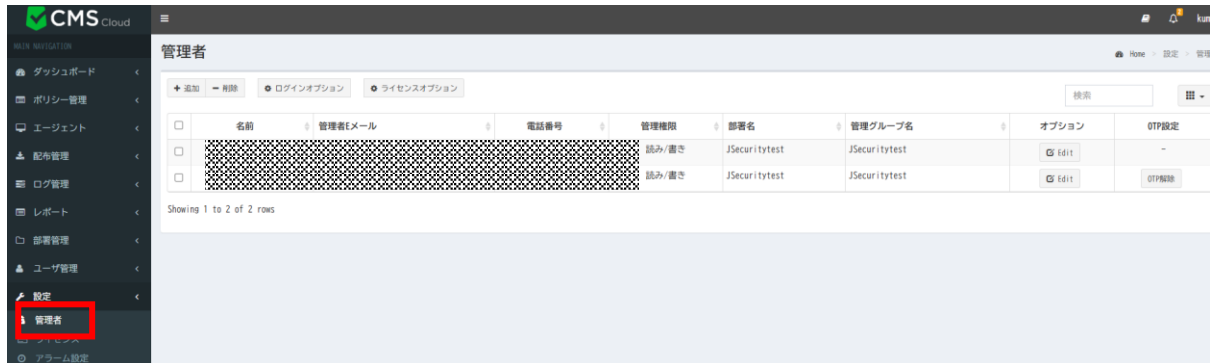 CMS Cloud
kum
MAIN NAVIGATION
管理者
Home > 設定 > 管理
ダッシュボード
ポリシー管理
エージェント
配布管理
ログ管理
レポート
部署管理
ユーザ管理
設定
管理者
ライセンス
アラーム設定
+ 追加 - 削除 ログインオプション ライセンスオプション
検索
名前 管理者Eメール 電話番号 管理権限 部署名 管理グループ名 オプション OTP設定
読み/書き JSecuritytest JSecuritytest Edit -
読み/書き JSecuritytest JSecuritytest Edit OTP解除
Showing 1 to 2 of 2 rows